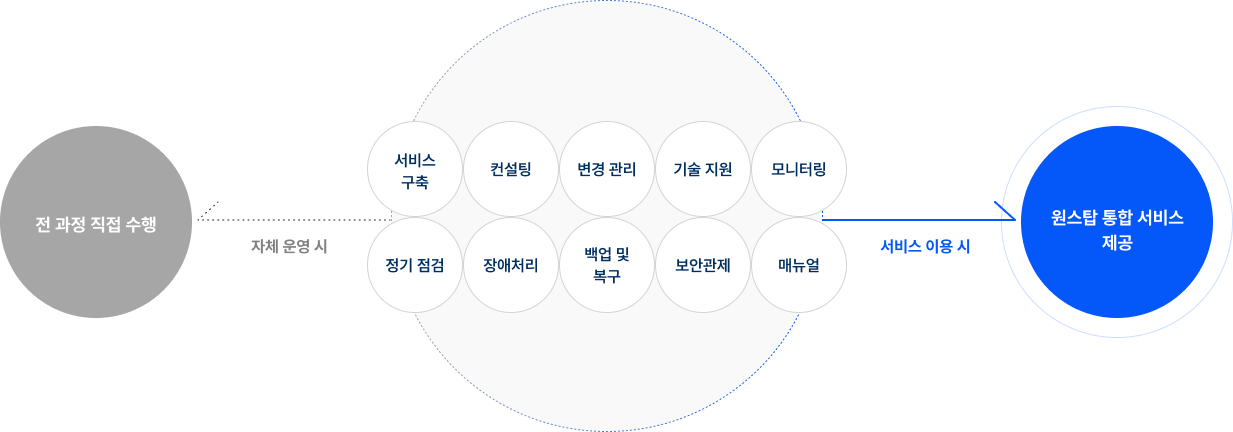 전 과정 직접 수행
자체 운영 시
서비스
구축
컨설팅
변경 관리
기술 지원
모니터링
정기 점검
장애처리
백업 및
복구
보안관제
매뉴얼
서비스 이용 시
원스탑 통합 서비스
제공